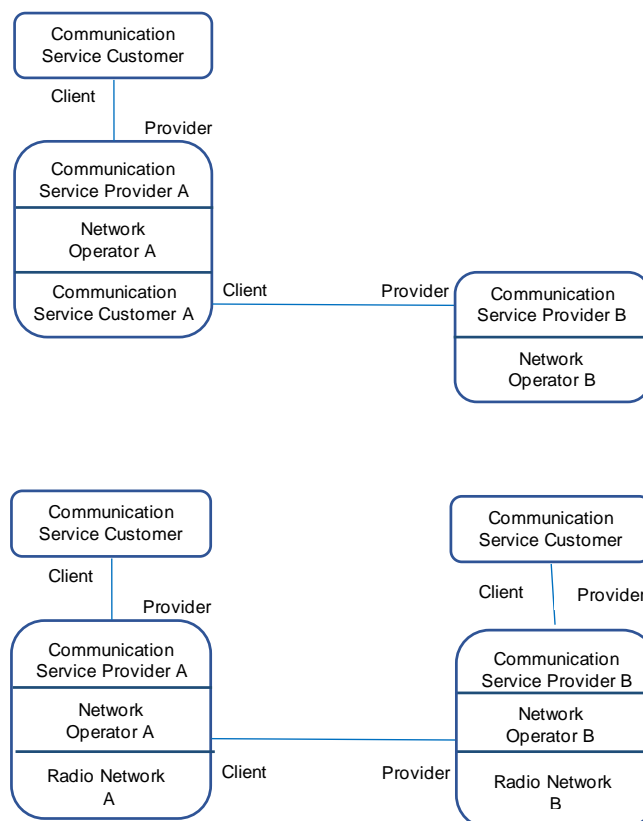 Communication
Service Customer
Client
Provider
Communication
Service Provider A
Network
Operator A
Communication
Service Customer A
Client
Provider
Communication
Service Provider B
Network
Operator B
Communication
Service Customer
Client
Provider
Communication
Service Provider A
Network
Operator A
Radio Network
A
Client
Provider
Communication
Service Customer
Client
Provider
Communication
Service Provider B
Network
Operator B
Radio Network
B